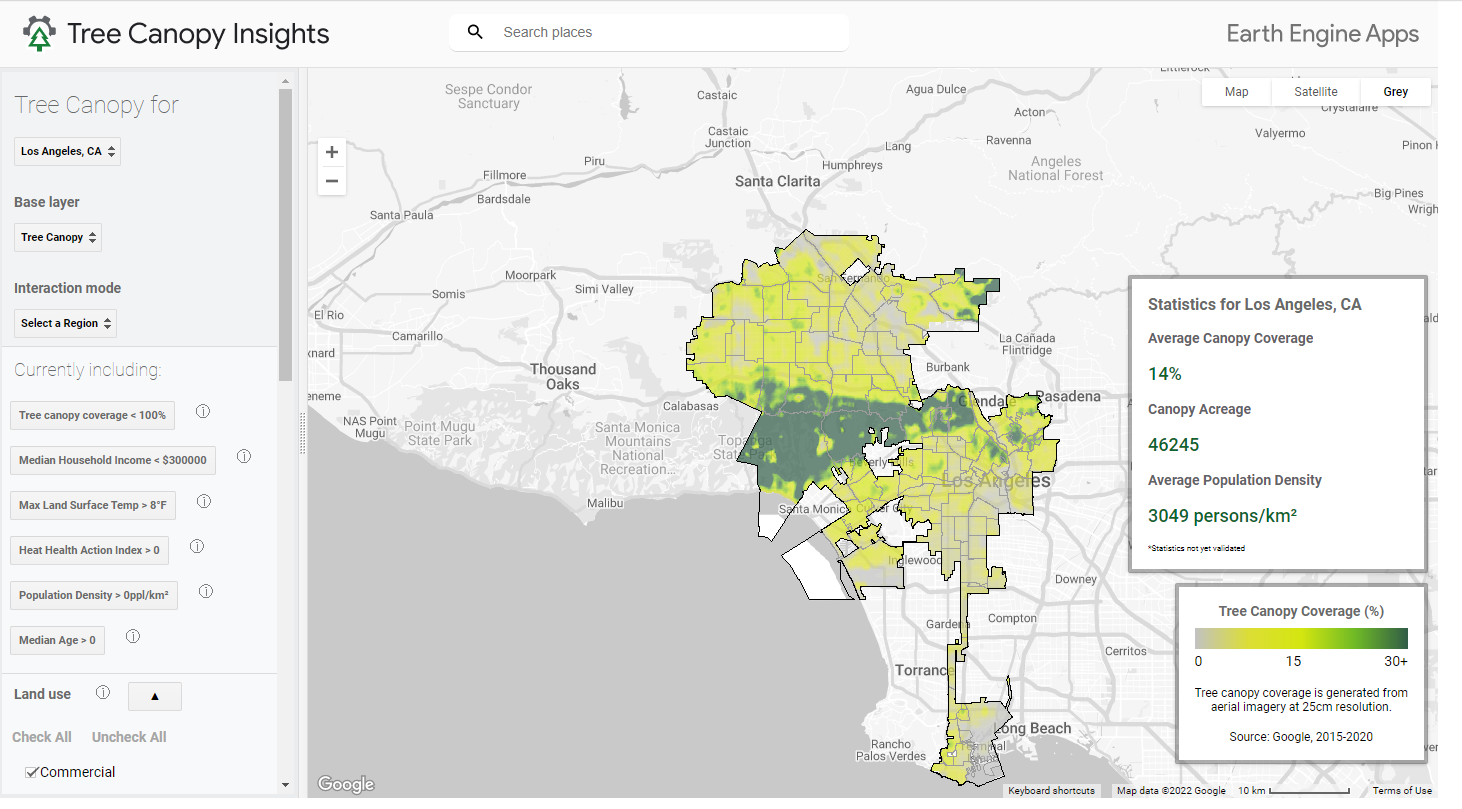 Tree Canopy Insights
Search places
Earth Engine Apps
Tree Canopy for
Los Angeles, CA
Base layer
Tree Canopy
Interaction mode
Select a Region
Currently including:
Tree canopy coverage < 100%
Median Household Income < $300000
Max Land Surface Temp > 8°F
Heat Health Action Index > 0
Population Density > 0ppl/km²
Median Age > 0
Land use
Check All Uncheck All
Commercial
Map Satellite Grey
Sespe Condor
Sanctuary
Castaic
Agua Dulce
Acton
Castaic
Junction
Lang
Ravenna
Valyermo
Piru
Humphreys
Angeles
National Forest
Fillmore
Santa Clarita
Bardsdale
Big Pines
Santa Paula
Moorpark
San Fernando
Somis
Simi Valley
El Rio
Camarillo
La Cañada
Flintridge
Thousand
Oaks
Burbank
Glendale
Pasadena
Calabasas
NAS Point
Mugu
Point Mugu
State Park
Santa Monica
Mountains
National
Recreation...
Topanga
Los Angeles
Malibu
Santa Monica
Culver City
Inglewood
Downey
Gardena
Compton
Cerritos
Torrance
Long Beach
Rancho
Palos Verdes
Terminal
Island
Statistics for Los Angeles, CA
Average Canopy Coverage
14%
Canopy Acreage
46245
Average Population Density
3049 persons/km²
*Statistics not yet validated
Tree Canopy Coverage (%)
0 15 30+
Tree canopy coverage is generated from
aerial imagery at 25cm resolution.
Source: Google, 2015-2020
Google
Keyboard shortcuts Map data ©2022 Google 10 km Terms of Use